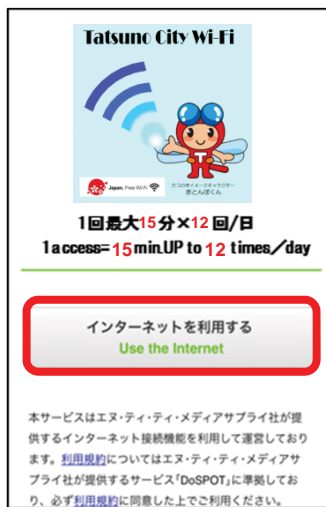 Tatsuno City Wi-Fi
Japan. Free Wi-Fi
たつの市イメージキャラクター
赤とんぼくん
1回最大15分×12回/日
1access=15min.UP to 12 times／day
インターネットを利用する
Use the Internet
本サービスはエヌ・ティ・ティ・メディアサプライ社が提
供するインターネット接続機能を利用して運営しており
ます。利用規約についてはエヌ・ティ・ティ・メディアサ
プライ社が提供するサービス「DoSPOT」に準拠してお
り、必ず利用規約に同意した上でご利用ください。